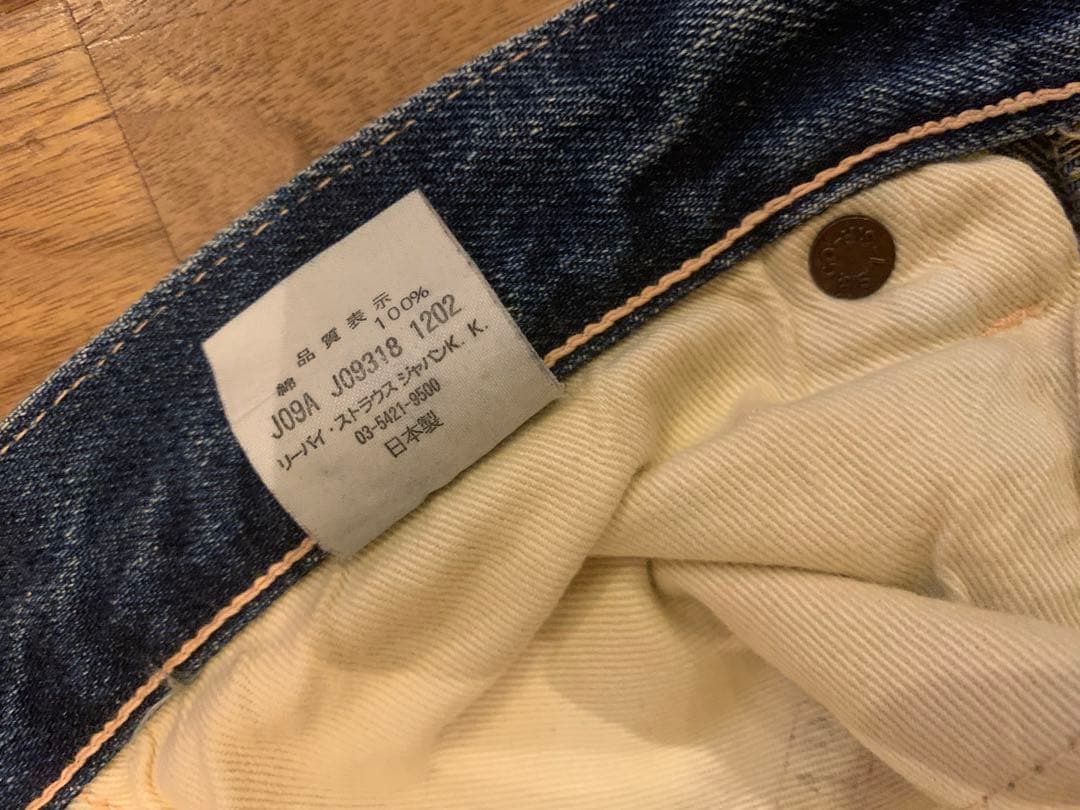 品質表示
綿 100%
J09A J09318 1202
リーバイ・ストラウス ジャパンK. K.
03-5421-9500
日本製